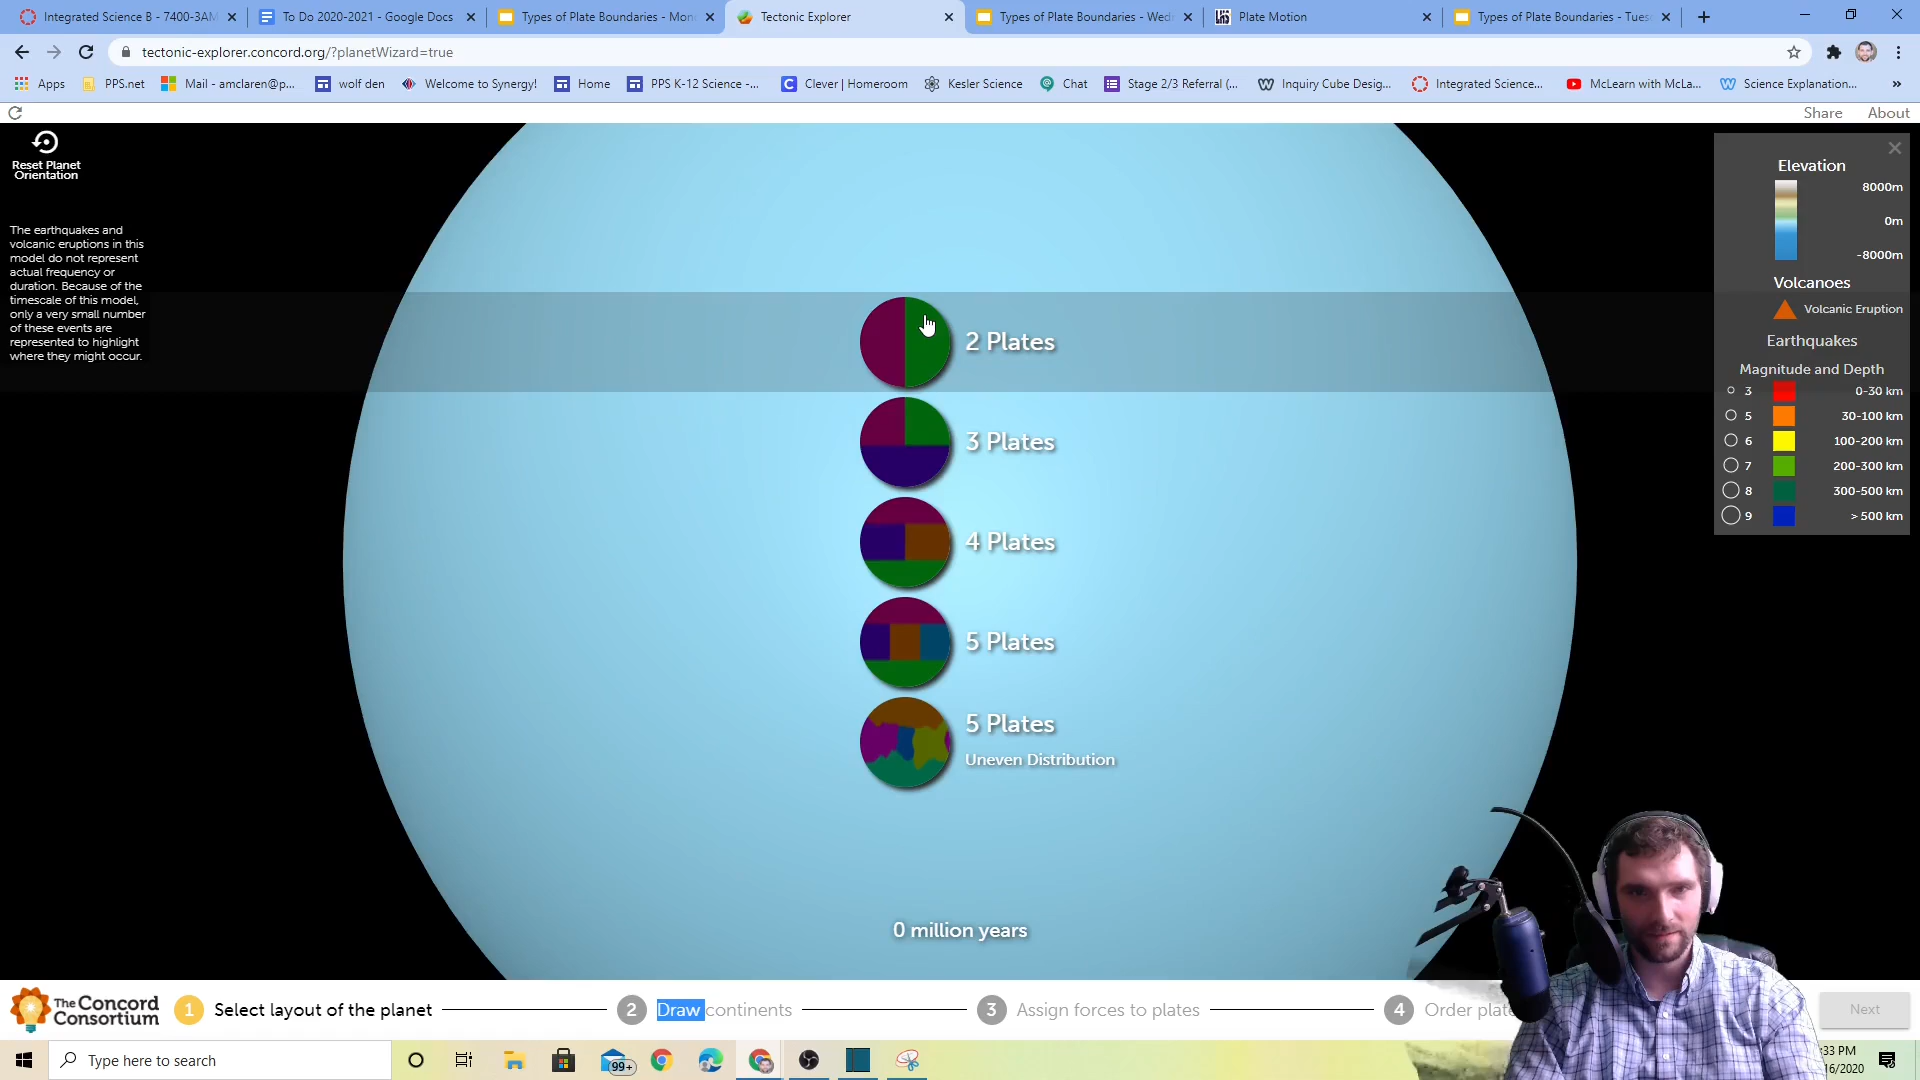 Integrated Science B - 7400-3AM
To Do 2020-2021 - Google Docs
Types of Plate Boundaries - Mon
Tectonic Explorer
Types of Plate Boundaries - Wed
Plate Motion
Types of Plate Boundaries - Tues
tectonic-explorer.concord.org/?planetWizard=true
Apps
PPS.net
Mail - amclaren@p...
wolf den
Welcome to Synergy!
Home
PPS K-12 Science -...
Clever | Homeroom
Kesler Science
Chat
Stage 2/3 Referral (...
Inquiry Cube Desig...
Integrated Science...
McLearn with McLa...
Science Explanation...
Share
About
Reset Planet
Orientation
The earthquakes and
volcanic eruptions in this
model do not represent
actual frequency or
duration. Because of the
timescale of this model,
only a very small number
of these events are
represented to highlight
where they might occur.
2 Plates
3 Plates
4 Plates
5 Plates
5 Plates
Uneven Distribution
0 million years
Elevation
8000m
0m
-8000m
Volcanoes
Volcanic Eruption
Earthquakes
Magnitude and Depth
3 0-30 km
5 30-100 km
6 100-200 km
7 200-300 km
8 300-500 km
9 > 500 km
The Concord
Consortium
1 Select layout of the planet
2 Draw continents
3 Assign forces to plates
4 Order plate
Next
Type here to search
99+
:33 PM
16/2020